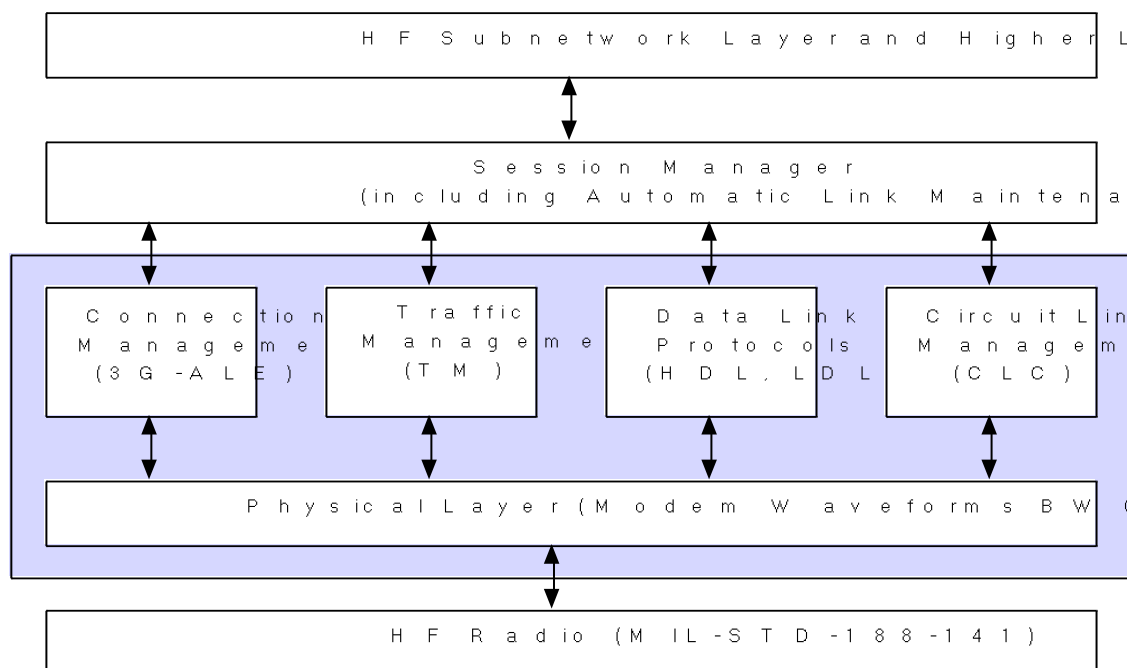 HF Subnetwork Layer and Higher L
Session Manager
(including Automatic Link Maintena
Connection
Manageme
(3G-ALE)
Traffic
Manageme
(TM)
Data Link
Protocols
(HDL, LDL
Circuit Lin
Managem
(CLC)
Physical Layer (Modem Waveforms BW
HF Radio (MIL-STD-188-141)